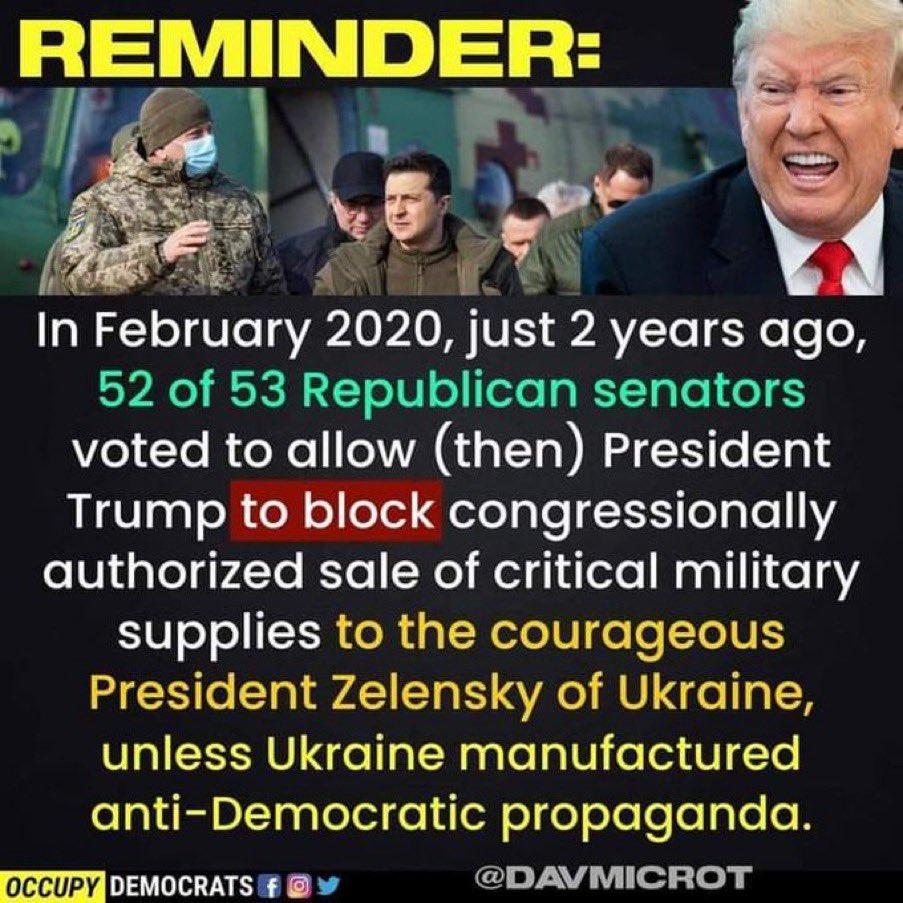 REMINDER:
In February 2020, just 2 years ago,
52 of 53 Republican senators
voted to allow (then) President
Trump to block congressionally
authorized sale of critical military
supplies to the courageous
President Zelensky of Ukraine,
unless Ukraine manufactured
anti-Democratic propaganda.
OCCUPY DEMOCRATS
@DAVMICROT